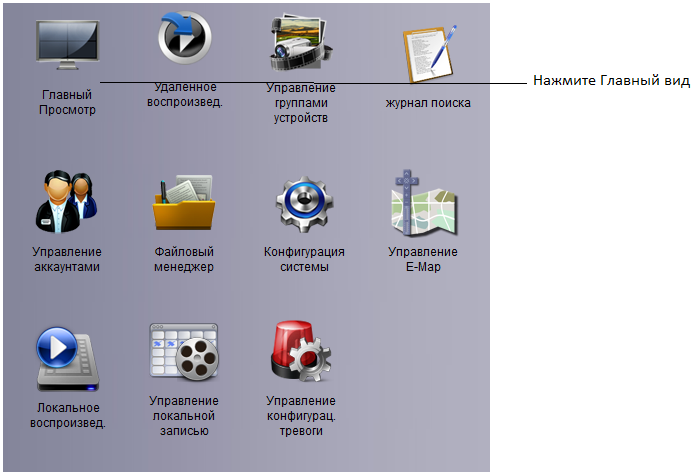 Главный
Просмотр
Удаленное
воспроизвед.
Управление
группами
устройств
журнал поиска
Нажмите Главный вид
Управление
аккаунтами
Файловый
менеджер
Конфигурация
системы
Управление
E-Map
Локальное
воспроизвед.
Управление
локальной
записью
Управление
конфигурац.
тревоги